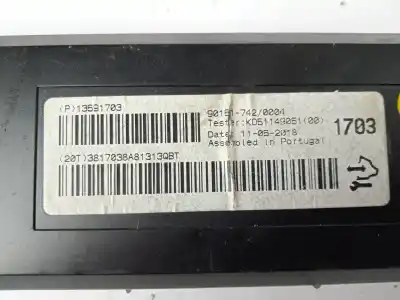 (P)13591703
90151-742/0004
Tester:KD51149051(00)
Date: 11-05-2018
Assembled in Portugal
1703
(20T)3817038A81313QBT